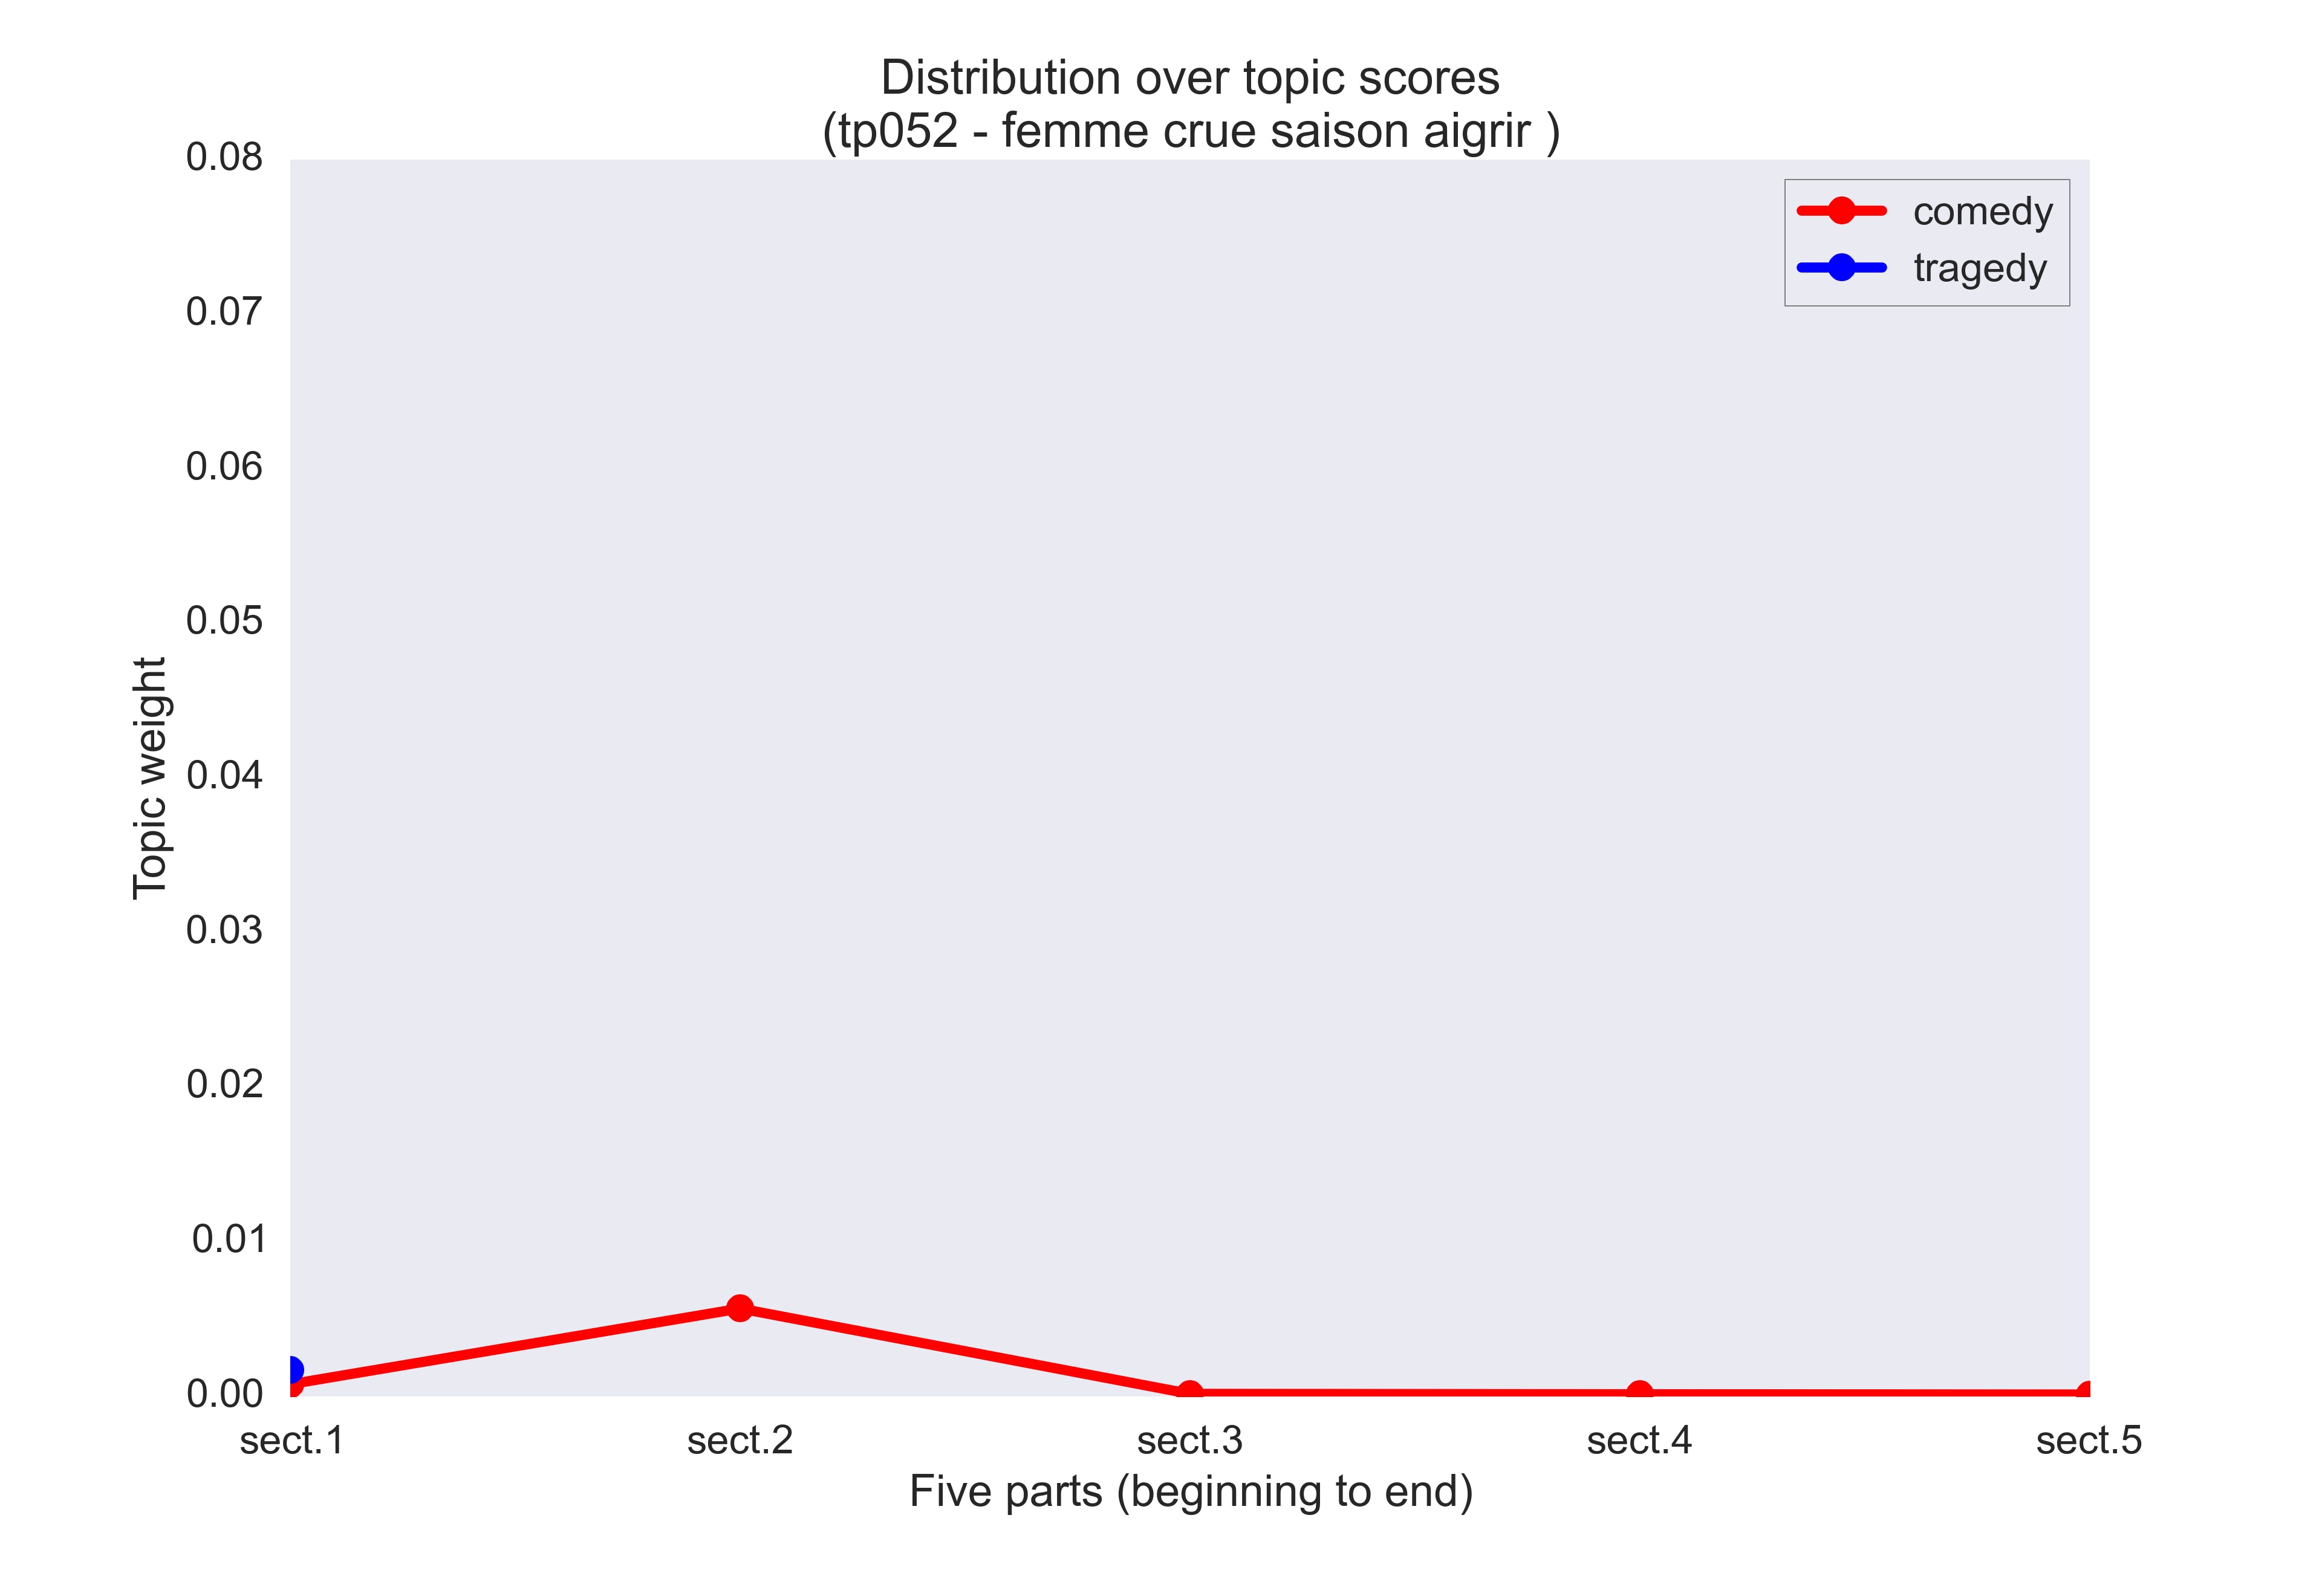 Distribution over topic scores
(tp052 - femme crue saison aigrir )
comedy
tragedy
0.08
0.07
0.06
0.05
0.04
0.03
0.02
0.01
0.00
Topic weight
sect.1 sect.2 sect.3 sect.4 sect.5
Five parts (beginning to end)